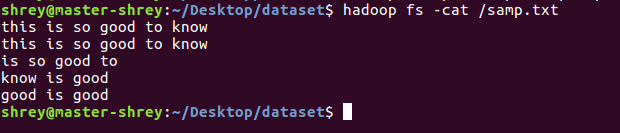 shrey@master-shrey:~/Desktop/dataset$ hadoop fs -cat /samp.txt
this is so good to know
this is so good to know
is so good to
know is good
good is good
shrey@master-shrey:~/Desktop/dataset$